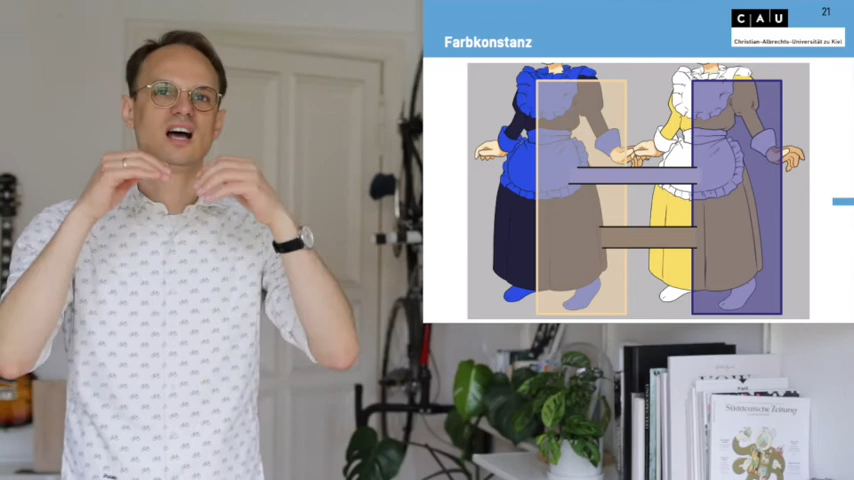 21
C A U
Christian-Albrechts-Universität zu Kiel
Farbkonstanz
Süddeutsche Zeitung